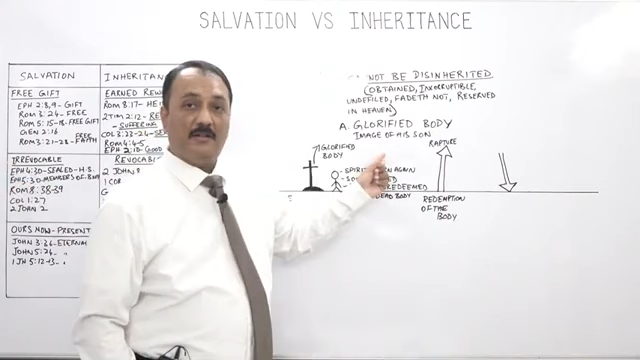 SALVATION VS INHERITANCE
SALVATION
FREE GIFT
EPH 2:8,9- GIFT
ROM 3:24- FREE
ROM 5:15-18- FREE GIFT
GEN 2:16 FREE
ROM 3:21-28- FAITH
IRREVOCABLE
EPH 4:30-SEALED-H.S.
EPH 5:30-MEMBERS OF
ROM 8:38-39
COL 1:27
2 JOHN 2
OURS NOW-PRESENT
JOHN 3:36-ETERNAL
JOHN 5:24- "
1 JN 5:12-13- "
INHERITAN
EARNED REW
ROM 8:17- HE
2 TIM 2:12-
SUFFERING
COL 3:23-24-
ROM 4:4-5
EPH 2:10- GOOD
REVOCAB
2 JOHN 8
1 COR
G
NOT BE DISINHERITED
(OBTAINED, INCORRUPTIBLE,
UNDEFILED, FADETH NOT, RESERVED
IN HEAVEN)
A. GLORIFIED BODY
IMAGE OF HIS SON
GLORIFIED
BODY
RAPTURE
AGAIN
REDEEMED
BODY
REDEMPTION
OF THE
BODY